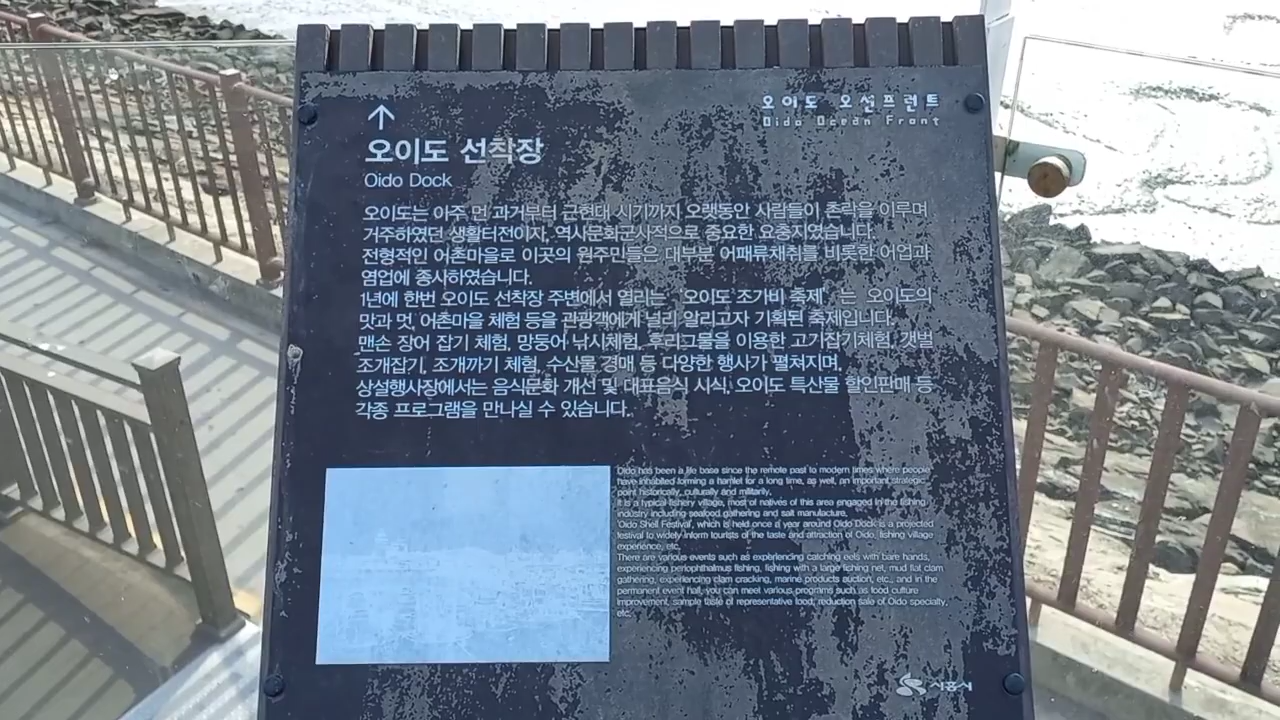 오이도 오션프런트
Oido Ocean Front
오이도 선착장
Oido Dock
오이도는 아주 먼 과거부터 근현대 시기까지 오랫동안 사람들이 촌락을 이루며
거주하였던 생활터전이자, 역사문화군사적으로 중요한 요충지였습니다.
전형적인 어촌마을로 이곳의 원주민들은 대부분 어패류채취를 비롯한 어업과
염업에 종사하였습니다.
1년에 한번 오이도 선착장 주변에서 열리는 '오이도 조가비 축제' 는 오이도의
맛과 멋, 어촌마을 체험 등을 관광객에게 널리 알리고자 기획된 축제입니다.
맨손 장어 잡기 체험, 망둥어 낚시체험, 후리그물을 이용한 고기잡기체험, 갯벌
조개잡기, 조개까기 체험, 수산물 경매 등 다양한 행사가 펼쳐지며,
상설행사장에서는 음식문화 개선 및 대표음식 시식, 오이도 특산물 할인판매 등
각종 프로그램을 만나실 수 있습니다.
Oido has been a life base since the remote past to modern times where people
have inhabited forming a hamlet for a long time, as well, an important strategic
point historically, culturally and militarily.
It is a typical fishery village, most of natives of this area engaged in the fishing
industry including seafood gathering and salt manufacture.
'Oido Shell Festival', which is held once a year around Oido Dock is a projected
festival to widely inform tourists of the taste and attraction of Oido, fishing village
experience, etc.
There are various events such as experiencing catching eels with bare hands,
experiencing periophthalmus fishing, fishing with a large fishing net, mud flat clam
gathering, experiencing clam cracking, marine products auction, etc., and in the
permanent event hall, you can meet various programs such as food culture
improvement, sample taste of representative food, reduction sale of Oido specialty,
etc.
시흥시